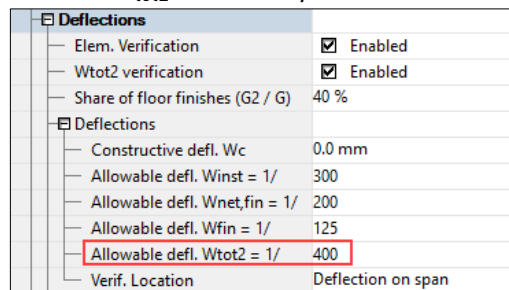 Deflections
Elem. Verification Enabled
Wtot2 verification Enabled
Share of floor finishes (G2 / G) 40 %
Deflections
Constructive defl. Wc 0.0 mm
Allowable defl. Winst = 1/ 300
Allowable defl. Wnet,fin = 1/ 200
Allowable defl. Wfin = 1/ 125
Allowable defl. Wtot2 = 1/ 400
Verif. Location Deflection on span